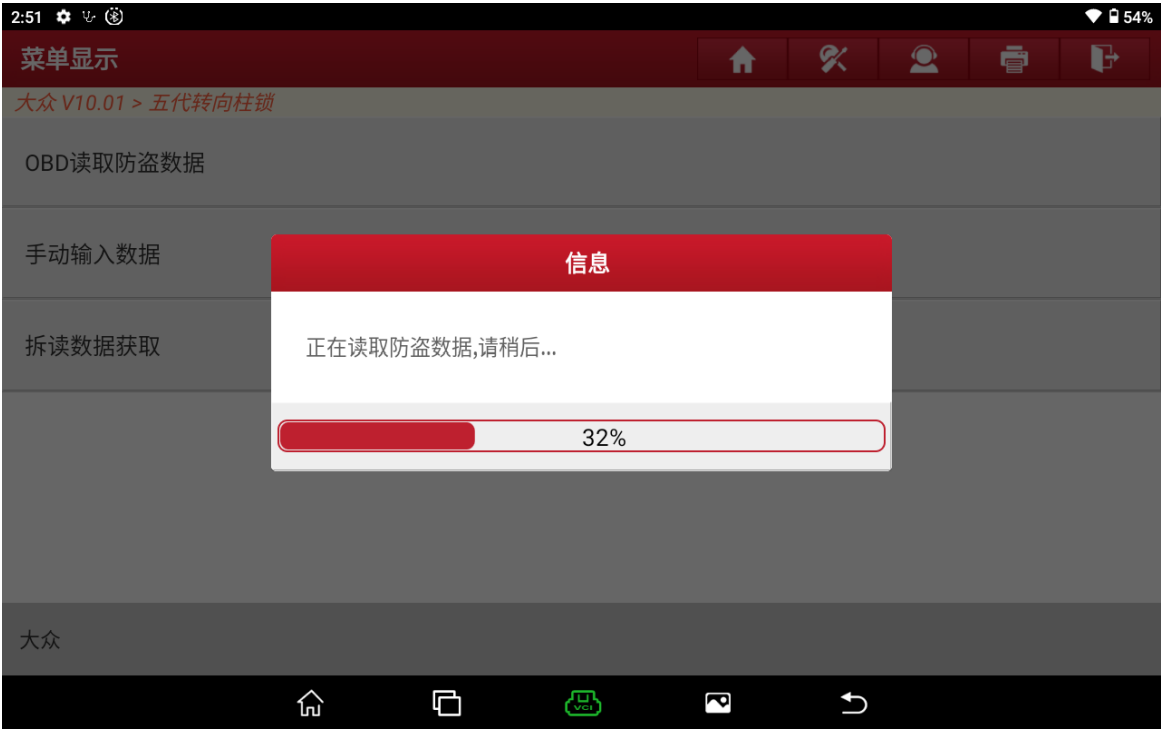 2:51
54%
菜单显示
大众 V10.01 > 五代转向柱锁
OBD读取防盗数据
手动输入数据
拆读数据获取
信息
正在读取防盗数据,请稍后...
32%
大众
VCI